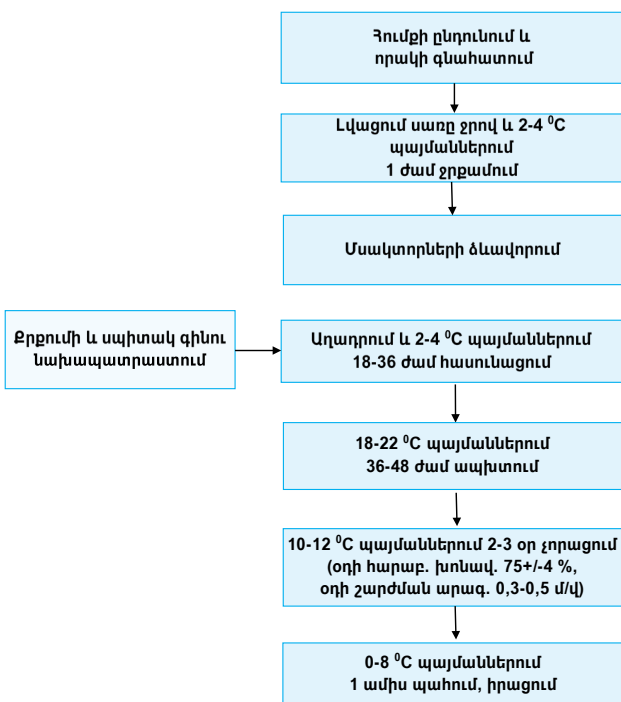 Հումքի ընդունում և
որակի գնահատում
Լվացում սառը ջրով և 2-4 ⁰C
պայմաններում
1 ժամ ջրքամում
Մսակտորների ձևավորում
Քրքումի և սպիտակ գինու
նախապատրաստում
Աղադրում և 2-4 ⁰C պայմաններում
18-36 ժամ հասունացում
18-22 ⁰C պայմաններում
36-48 ժամ ապխտում
10-12 ⁰C պայմաններում 2-3 օր չորացում
(օդի հարաբ. խոնավ. 75+/-4 %,
օդի շարժման արագ. 0,3-0,5 մ/վ)
0-8 ⁰C պայմաններում
1 ամիս պահում, իրացում